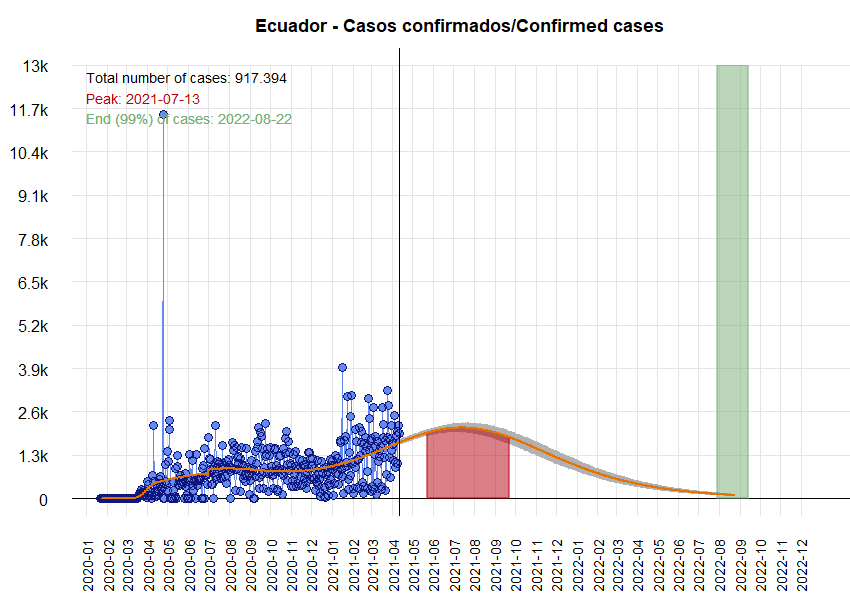 Ecuador - Casos confirmados/Confirmed cases
13k
11.7k
10.4k
9.1k
7.8k
6.5k
5.2k
3.9k
2.6k
1.3k
0
Total number of cases: 917.394
Peak: 2021-07-13
End (99%) of cases: 2022-08-22
2020-01
2020-02
2020-03
2020-04
2020-05
2020-06
2020-07
2020-08
2020-09
2020-10
2020-11
2020-12
2021-01
2021-02
2021-03
2021-04
2021-05
2021-06
2021-07
2021-08
2021-09
2021-10
2021-11
2021-12
2022-01
2022-02
2022-03
2022-04
2022-05
2022-06
2022-07
2022-08
2022-09
2022-10
2022-11
2022-12